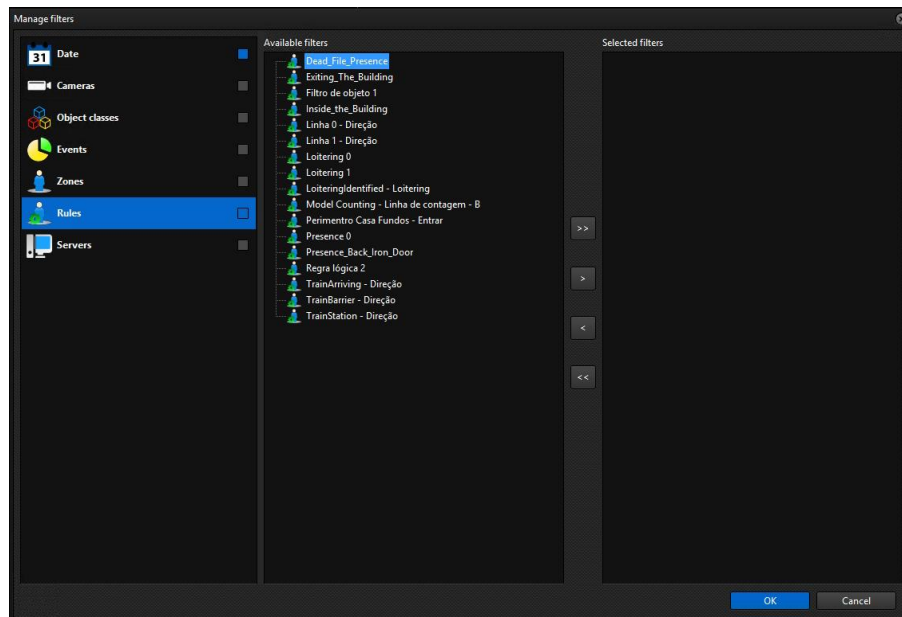 Manage filters
31
Date
Cameras
Object classes
Events
Zones
Rules
Servers
Available filters
Dead_File_Presence
Exiting_The_Building
Filtro de objeto 1
Inside_the_Building
Linha 0 - Direção
Linha 1 - Direção
Loitering 0
Loitering 1
LoiteringIdentified - Loitering
Model Counting - Linha de contagem - B
Perimentro Casa Fundos - Entrar
Presence 0
Presence_Back_Iron_Door
Regra lógica 2
TrainArriving - Direção
TrainBarrier - Direção
TrainStation - Direção
>>
>
<
<<
Selected filters
OK
Cancel